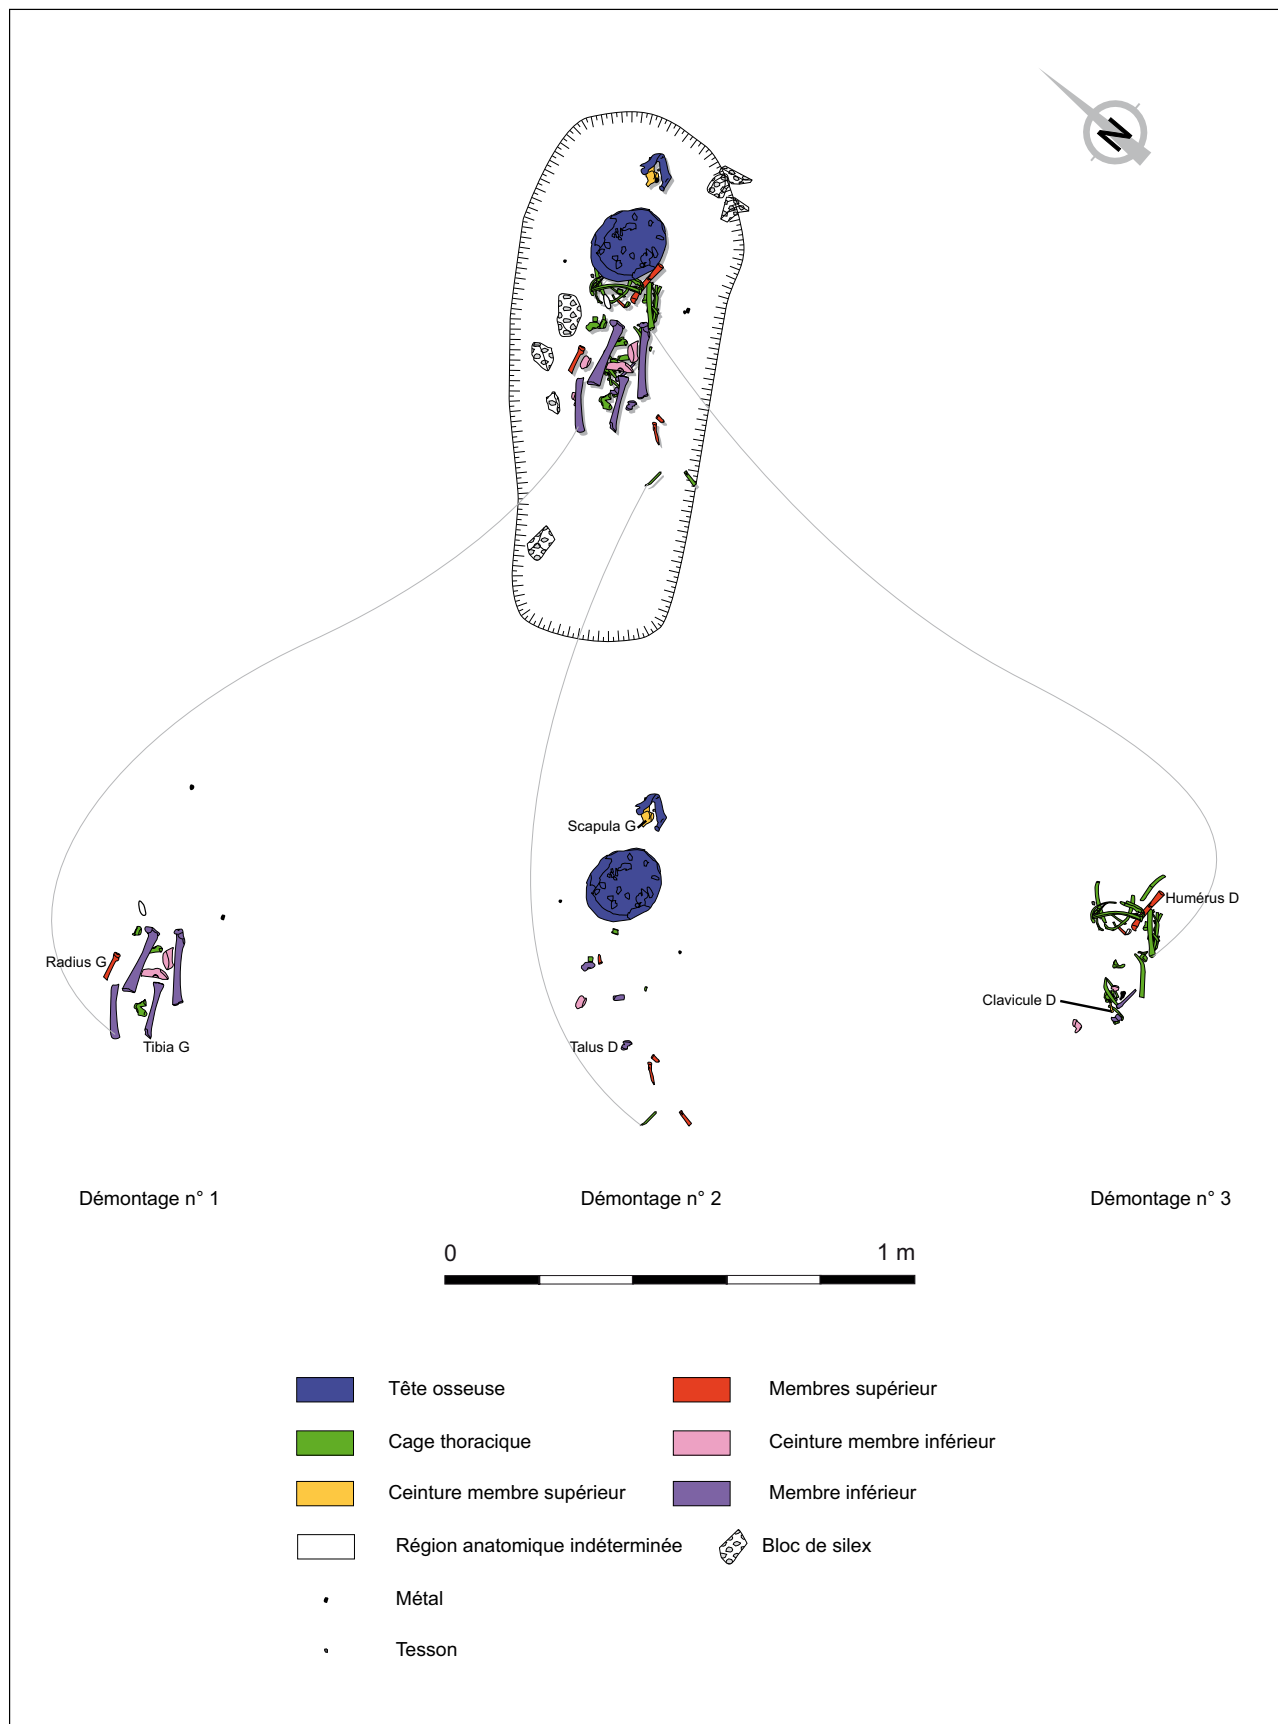 N
Scapula G
Humérus D
Radius G
Clavicule D
Tibia G
Talus D
Démontage n° 1
Démontage n° 2
Démontage n° 3
0
1 m
Tête osseuse
Membres supérieur
Cage thoracique
Ceinture membre inférieur
Ceinture membre supérieur
Membre inférieur
Région anatomique indéterminée
Bloc de silex
Métal
Tesson